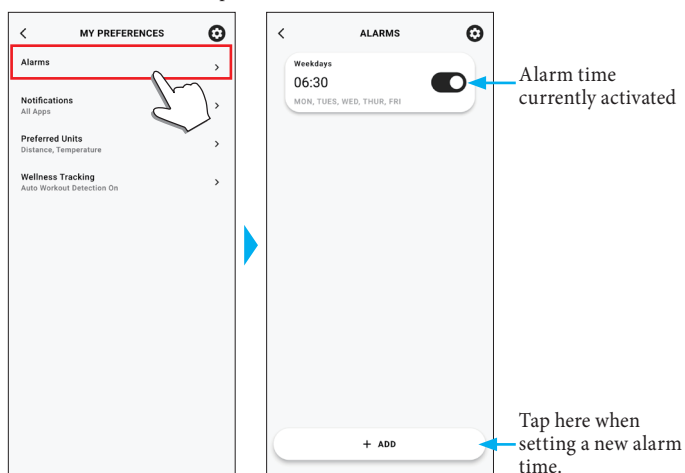 MY PREFERENCES
Alarms
Notifications
All Apps
Preferred Units
Distance, Temperature
Wellness Tracking
Auto Workout Detection On
ALARMS
Weekdays
06:30
MON, TUES, WED, THUR, FRI
+ ADD
Alarm time
currently activated
Tap here when
setting a new alarm
time.